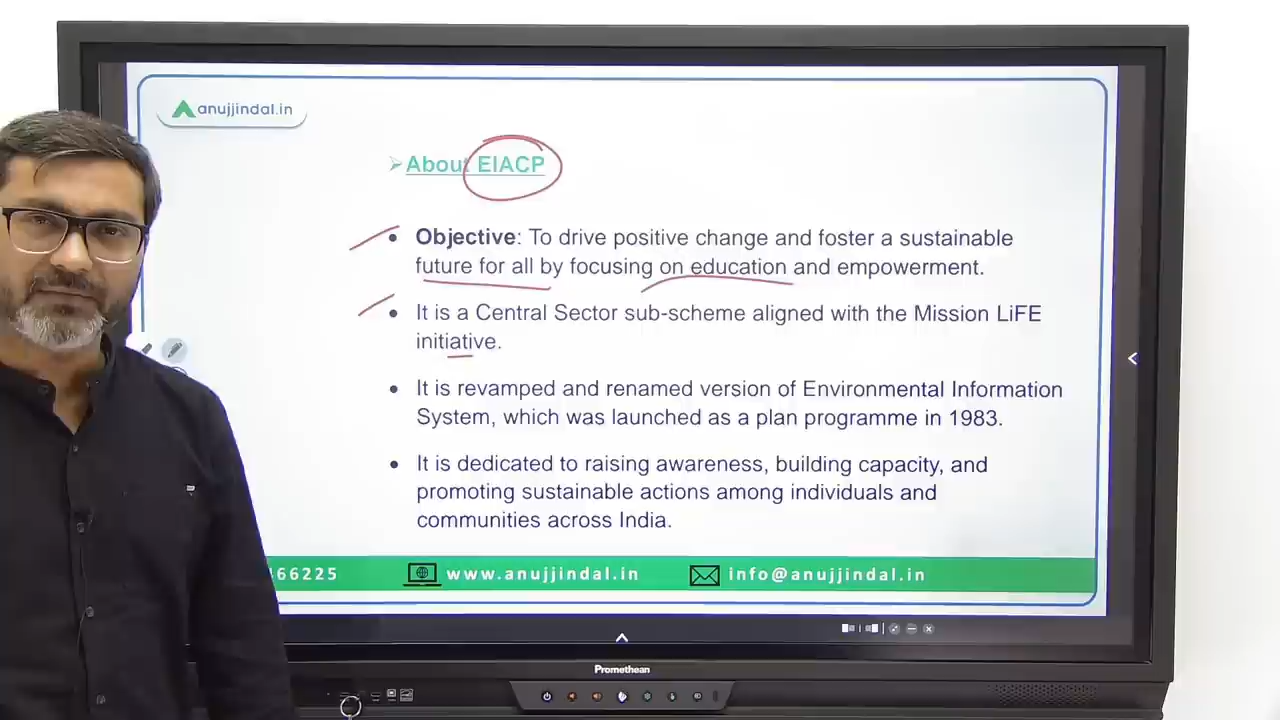 anujjindal.in
About EIACP
Objective: To drive positive change and foster a sustainable
future for all by focusing on education and empowerment.
It is a Central Sector sub-scheme aligned with the Mission LiFE
initiative.
It is revamped and renamed version of Environmental Information
System, which was launched as a plan programme in 1983.
It is dedicated to raising awareness, building capacity, and
promoting sustainable actions among individuals and
communities across India.
66225 www.anujjindal.in info@anujjindal.in
Promethean